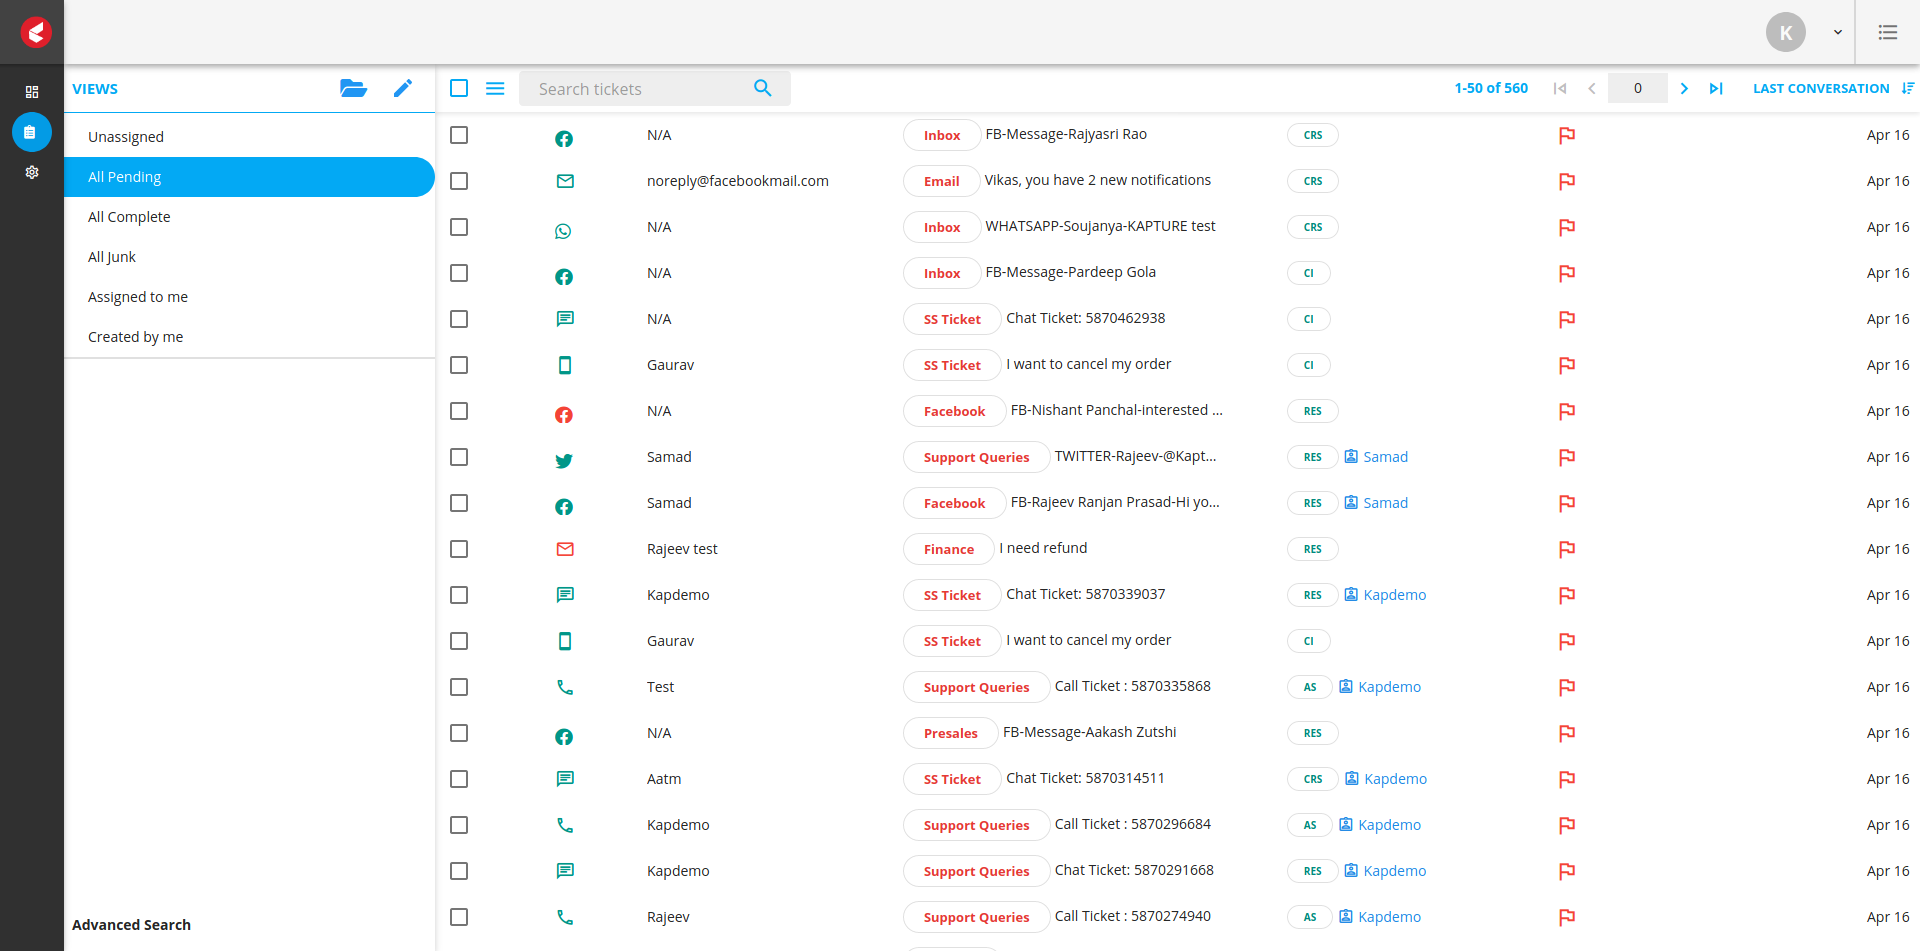 K
VIEWS
Search tickets
1-50 of 560
0
LAST CONVERSATION
Unassigned
All Pending
All Complete
All Junk
Assigned to me
Created by me
Advanced Search
N/A Inbox FB-Message-Rajyasri Rao CRS Apr 16
noreply@facebookmail.com Email Vikas, you have 2 new notifications CRS Apr 16
N/A Inbox WHATSAPP-Soujanya-KAPTURE test CRS Apr 16
N/A Inbox FB-Message-Pardeep Gola CI Apr 16
N/A SS Ticket Chat Ticket: 5870462938 CI Apr 16
Gaurav SS Ticket I want to cancel my order CI Apr 16
N/A Facebook FB-Nishant Panchal-interested ... RES Apr 16
Samad Support Queries TWITTER-Rajeev-@Kapt... RES Samad Apr 16
Samad Facebook FB-Rajeev Ranjan Prasad-Hi yo... RES Samad Apr 16
Rajeev test Finance I need refund RES Apr 16
Kapdemo SS Ticket Chat Ticket: 5870339037 RES Kapdemo Apr 16
Gaurav SS Ticket I want to cancel my order CI Apr 16
Test Support Queries Call Ticket : 5870335868 AS Kapdemo Apr 16
N/A Presales FB-Message-Aakash Zutshi RES Apr 16
Aatm SS Ticket Chat Ticket: 5870314511 CRS Kapdemo Apr 16
Kapdemo Support Queries Call Ticket : 5870296684 AS Kapdemo Apr 16
Kapdemo Support Queries Chat Ticket: 5870291668 RES Kapdemo Apr 16
Rajeev Support Queries Call Ticket : 5870274940 AS Kapdemo Apr 16